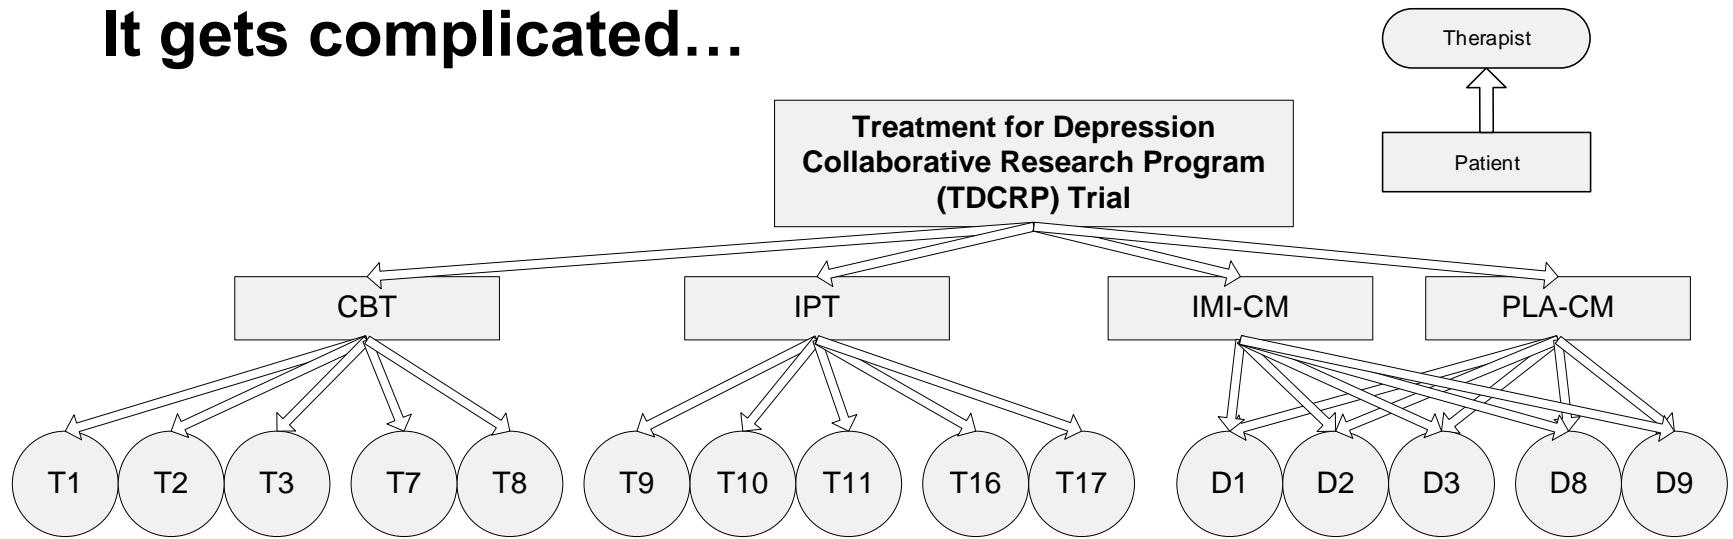 It gets complicated…
Therapist
Patient
Treatment for Depression
Collaborative Research Program
(TDCRP) Trial
CBT
IPT
IMI-CM
PLA-CM
T1
T2
T3
T7
T8
T9
T10
T11
T16
T17
D1
D2
D3
D8
D9